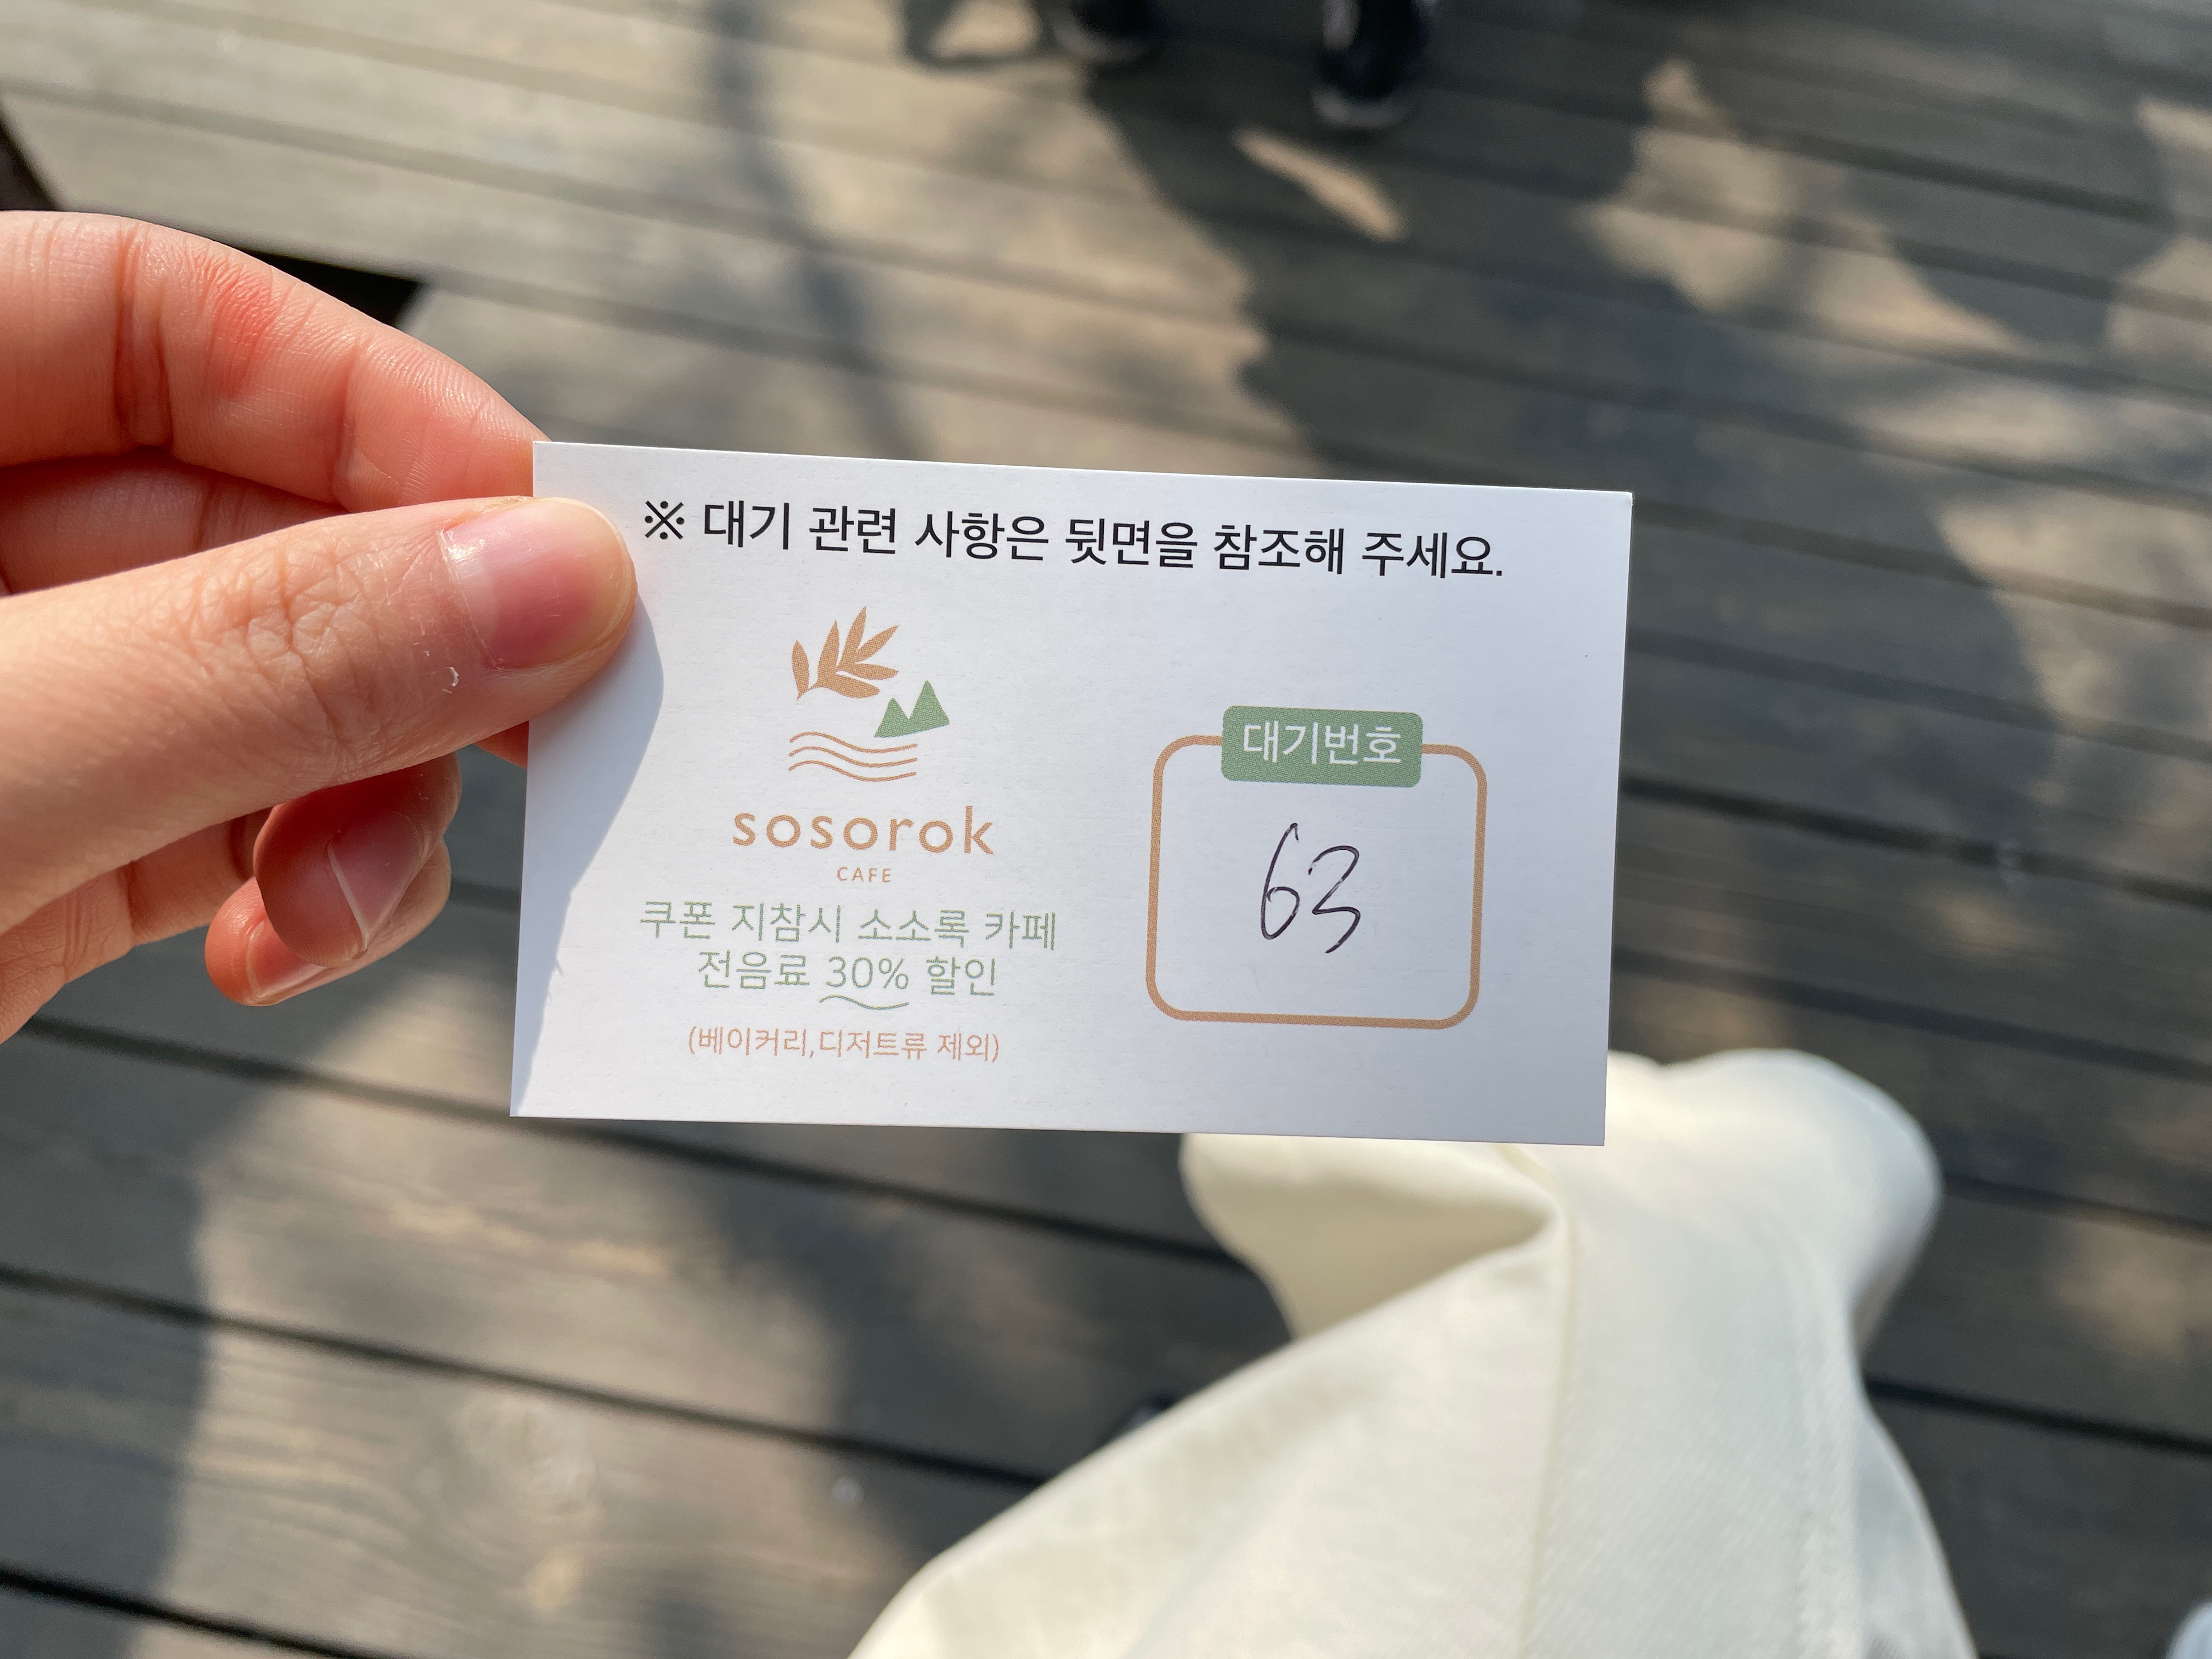 ※ 대기 관련 사항은 뒷면을 참조해 주세요.
sosorok
CAFE
쿠폰 지참시 소소록 카페
전음료 30% 할인
(베이커리,디저트류 제외)
대기번호
63